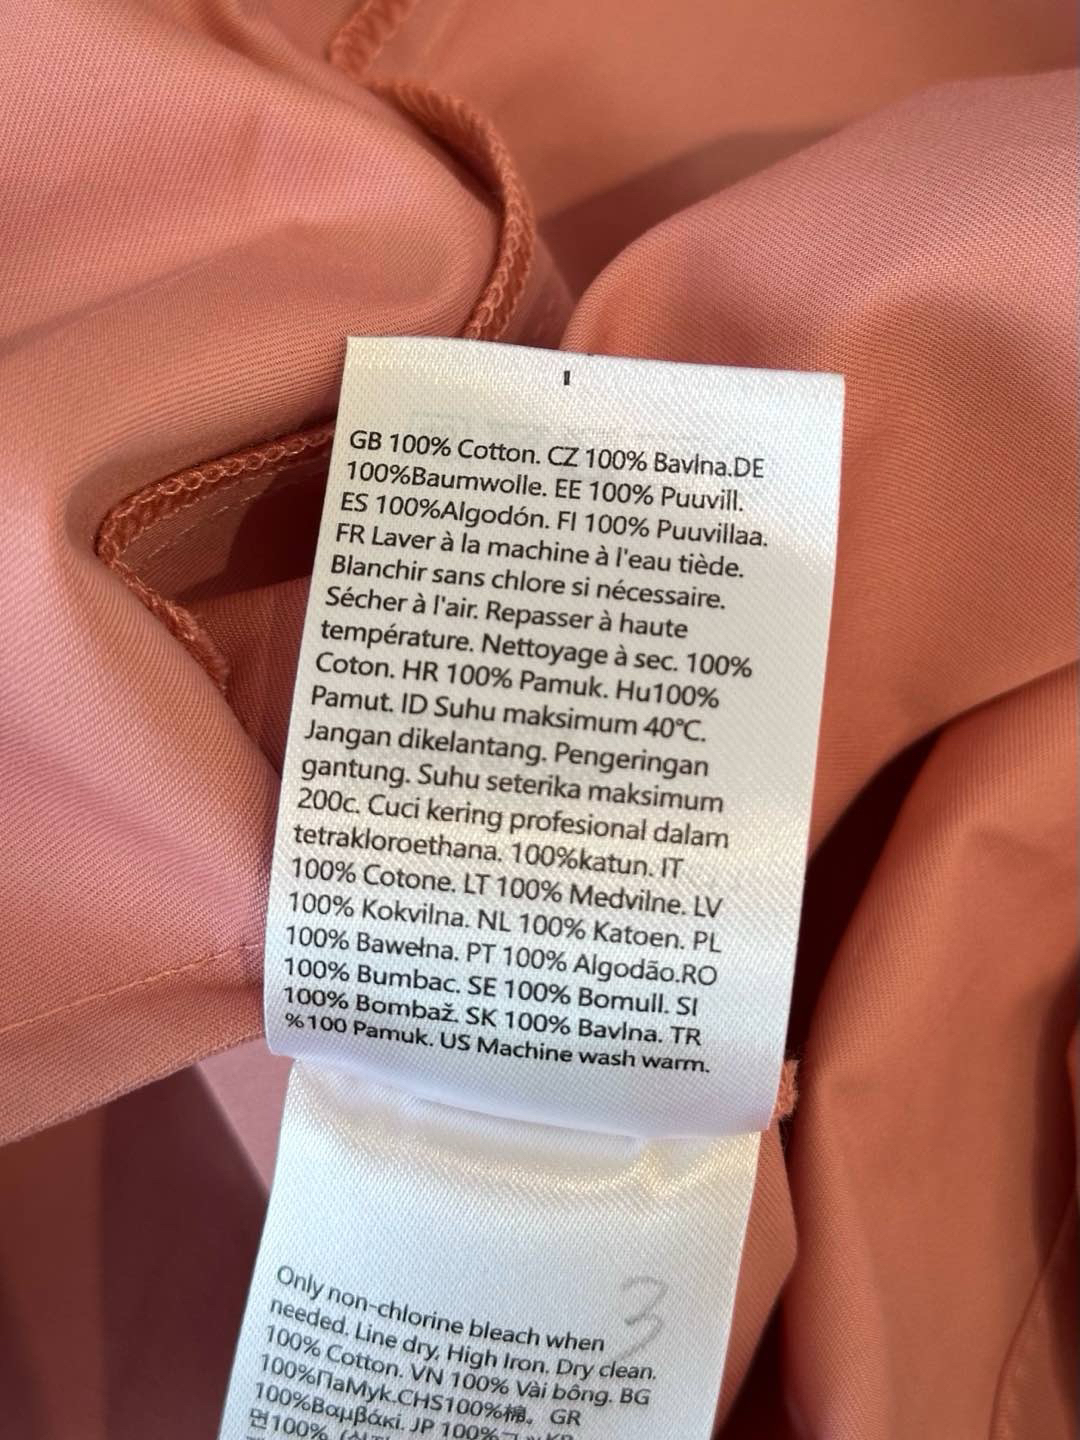 GB 100% Cotton. CZ 100% Bavlna.DE
100%Baumwolle. EE 100% Puuvill.
ES 100%Algodón. FI 100% Puuvillaa.
FR Laver à la machine à l'eau tiède.
Blanchir sans chlore si nécessaire.
Sécher à l'air. Repasser à haute
température. Nettoyage à sec. 100%
Coton. HR 100% Pamuk. Hu100%
Pamut. ID Suhu maksimum 40℃.
Jangan dikelantang. Pengeringan
gantung. Suhu seterika maksimum
200c. Cuci kering profesional dalam
tetrakloroethana. 100%katun. IT
100% Cotone. LT 100% Medvilne. LV
100% Kokvilna. NL 100% Katoen. PL
100% Bawełna. PT 100% Algodão.RO
100% Bumbac. SE 100% Bomull. SI
100% Bombaž. SK 100% Bavlna. TR
%100 Pamuk. US Machine wash warm.
3
Only non-chlorine bleach when
needed. Line dry, High Iron. Dry clean.
100% Cotton. VN 100% Vài bông. BG
100%ПаМук.CHS100%棉。 GR
100%Βαμβάκι. JP 100%
면100%